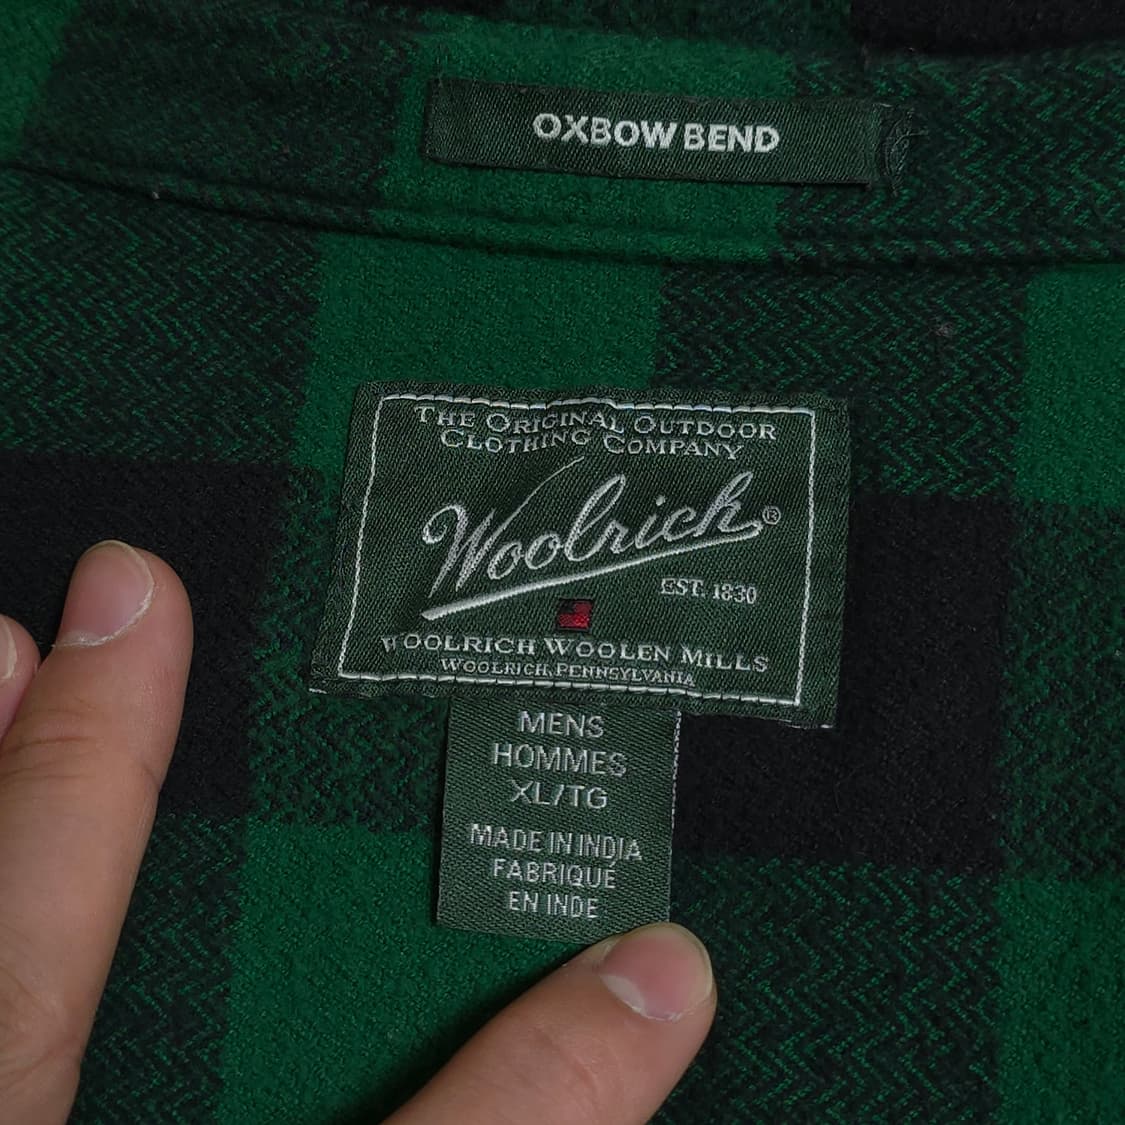 OXBOW BEND
THE ORIGINAL OUTDOOR
CLOTHING COMPANY
Woolrich®
EST. 1830
WOOLRICH WOOLEN MILLS
WOOLRICH, PENNSYLVANIA
MENS
HOMMES
XL/TG
MADE IN INDIA
FABRIQUÉ
EN INDE